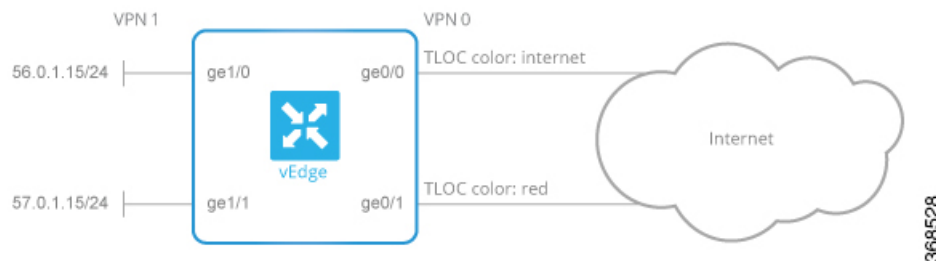 VPN 1
VPN 0
56.0.1.15/24
ge1/0
ge0/0
TLOC color: internet
vEdge
Internet
57.0.1.15/24
ge1/1
ge0/1
TLOC color: red
368528